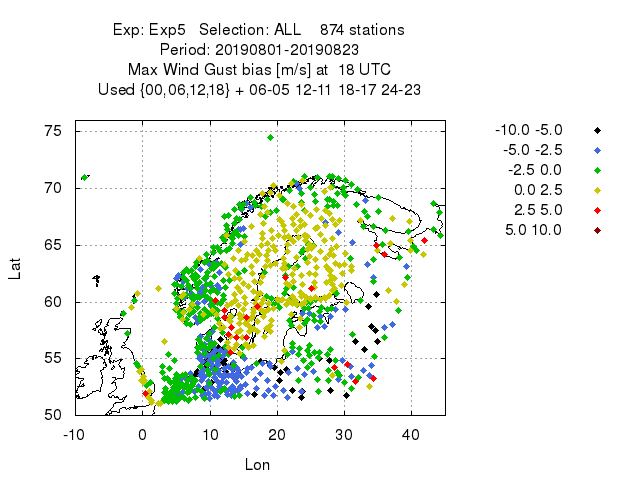 Exp: Exp5 Selection: ALL 874 stations
Period: 20190801-20190823
Max Wind Gust bias [m/s] at 18 UTC
Used {00,06,12,18} + 06-05 12-11 18-17 24-23
75
70
65
60
55
50
Lat
-10 0 10 20 30 40
Lon
-10.0 -5.0
-5.0 -2.5
-2.5 0.0
0.0 2.5
2.5 5.0
5.0 10.0